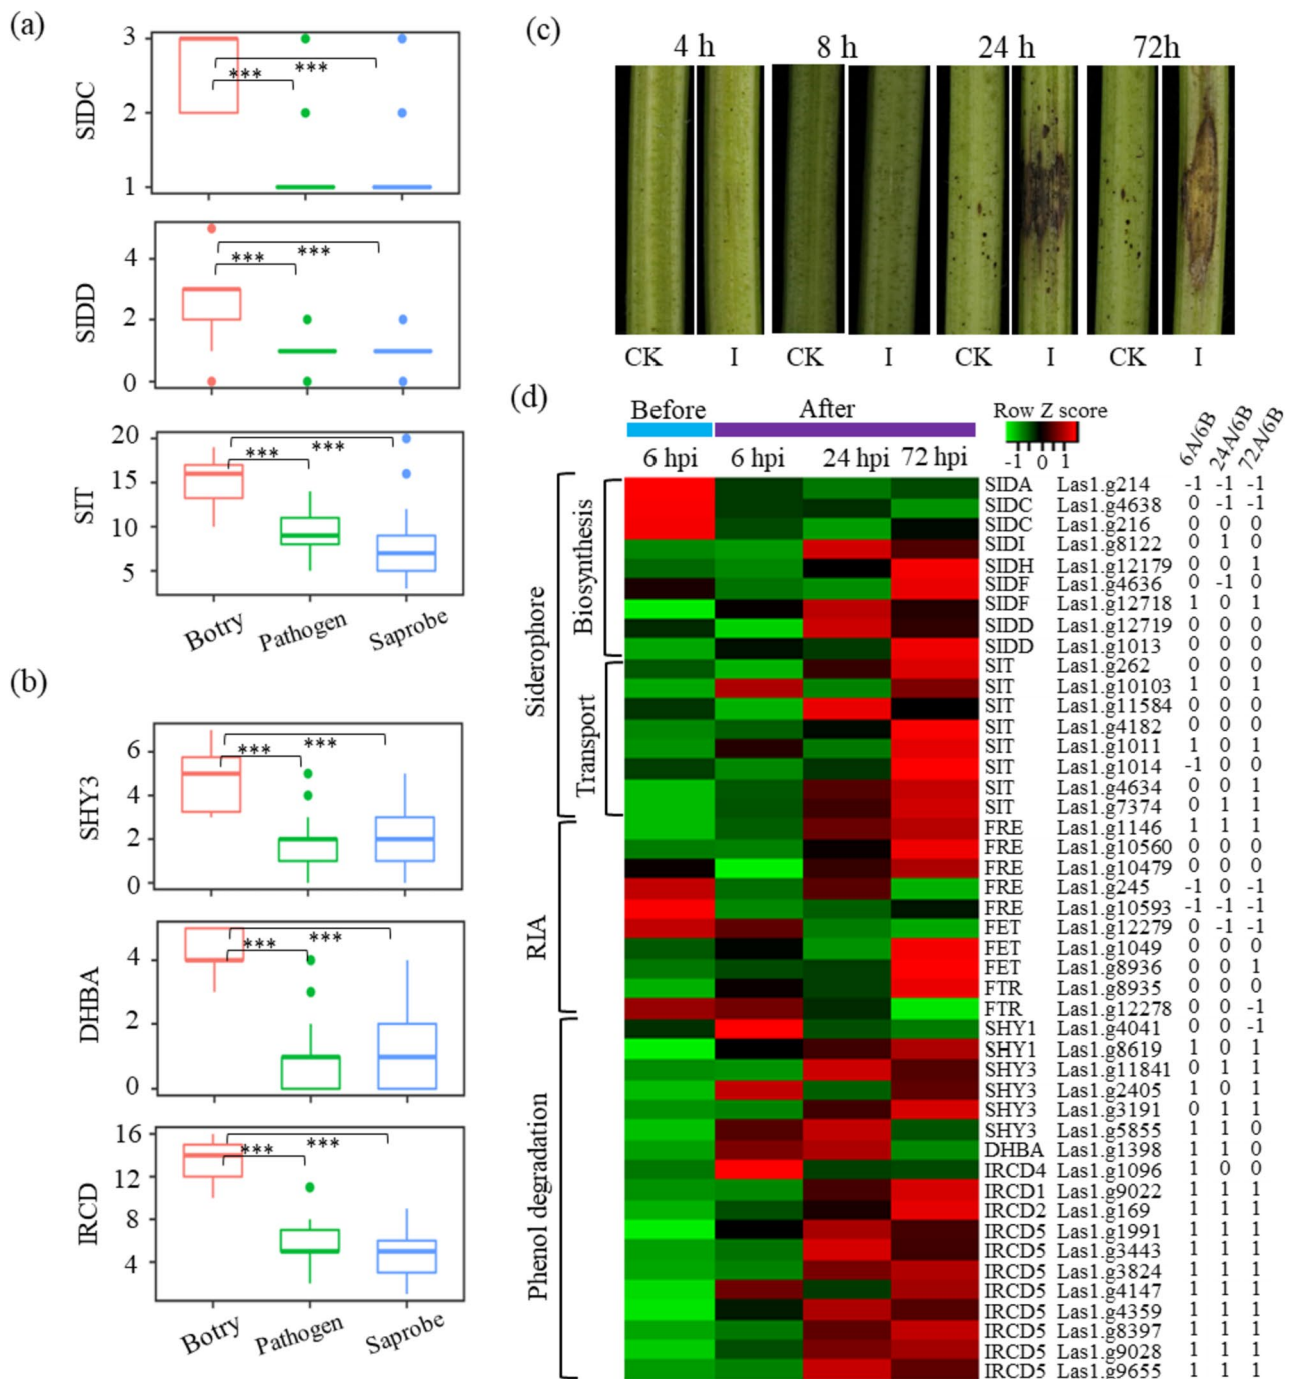 (a)
SIDC
3
2
1
*** ***
SIDD
4
2
0
*** ***
SIT
20
15
10
5
*** ***
Botry Pathogen Saprobe
(b)
SHY3
6
4
2
0
*** ***
DHBA
4
2
0
*** ***
IRCD
16
12
8
4
*** ***
Botry Pathogen Saprobe
(c)
4 h 8 h 24 h 72h
CK I CK I CK I CK I
(d)
Before After
6 hpi 6 hpi 24 hpi 72 hpi
Row Z score
-1 0 1
6A/6B 24A/6B 72A/6B
Siderophore
Biosynthesis
Transport
RIA
Phenol degradation
SIDA Las1.g214 -1 -1 -1
SIDC Las1.g4638 0 -1 -1
SIDC Las1.g216 0 0 0
SIDI Las1.g8122 0 1 0
SIDH Las1.g12179 0 0 1
SIDF Las1.g4636 0 -1 0
SIDF Las1.g12718 1 0 1
SIDD Las1.g12719 0 0 0
SIDD Las1.g1013 0 0 0
SIT Las1.g262 0 0 0
SIT Las1.g10103 1 0 1
SIT Las1.g11584 0 0 0
SIT Las1.g4182 0 0 0
SIT Las1.g1011 1 0 1
SIT Las1.g1014 -1 0 0
SIT Las1.g4634 0 0 1
SIT Las1.g7374 0 1 1
FRE Las1.g1146 1 1 1
FRE Las1.g10560 0 0 0
FRE Las1.g10479 0 0 0
FRE Las1.g245 -1 0 -1
FRE Las1.g10593 -1 -1 -1
FET Las1.g12279 0 -1 -1
FET Las1.g1049 0 0 0
FET Las1.g8936 0 0 1
FTR Las1.g8935 0 0 0
FTR Las1.g12278 0 0 -1
SHY1 Las1.g4041 0 0 -1
SHY1 Las1.g8619 1 0 1
SHY3 Las1.g11841 0 1 1
SHY3 Las1.g2405 1 0 1
SHY3 Las1.g3191 0 1 1
SHY3 Las1.g5855 1 1 0
DHBA Las1.g1398 1 1 0
IRCD4 Las1.g1096 1 0 0
IRCD1 Las1.g9022 1 1 1
IRCD2 Las1.g169 1 1 1
IRCD5 Las1.g1991 1 1 1
IRCD5 Las1.g3443 1 1 1
IRCD5 Las1.g3824 1 1 1
IRCD5 Las1.g4147 1 1 1
IRCD5 Las1.g4359 1 1 1
IRCD5 Las1.g8397 1 1 1
IRCD5 Las1.g9028 1 1 1
IRCD5 Las1.g9655 1 1 1